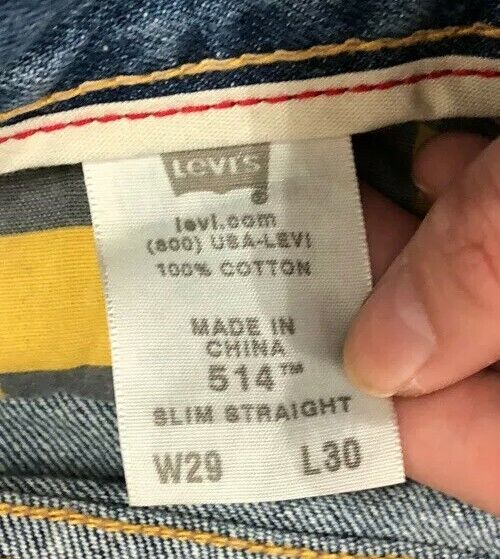 Levi's
®
levi.com
(800) USA-LEVI
100% COTTON
MADE IN
CHINA
514™
SLIM STRAIGHT
W29 L30